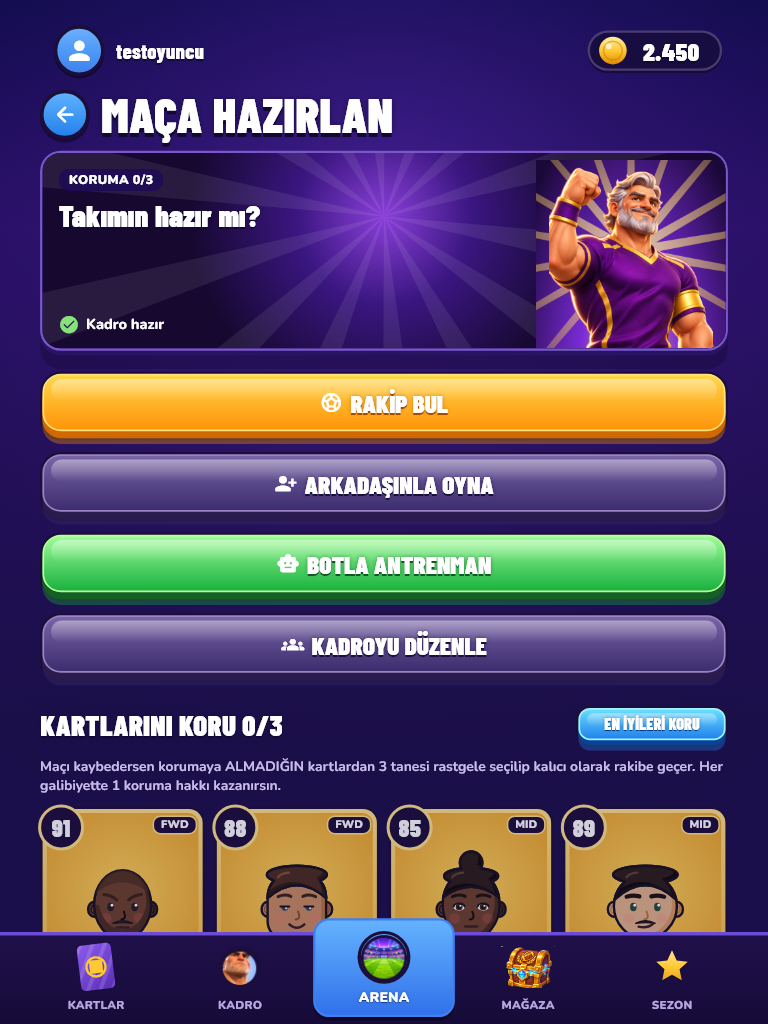 testoyuncu
2.450
MAÇA HAZIRLAN
KORUMA 0/3
Takımın hazır mı?
Kadro hazır
RAKİP BUL
ARKADAŞINLA OYNA
BOTLA ANTRENMAN
KADROYU DÜZENLE
KARTLARINI KORU 0/3
EN İYİLERİ KORU
Maçı kaybedersen korumaya ALMADIĞIN kartlardan 3 tanesi rastgele seçilip kalıcı olarak rakibe geçer. Her
galibiyette 1 koruma hakkı kazanırsın.
91 FWD
88 FWD
85 MID
89 MID
KARTLAR
KADRO
ARENA
MAĞAZA
SEZON